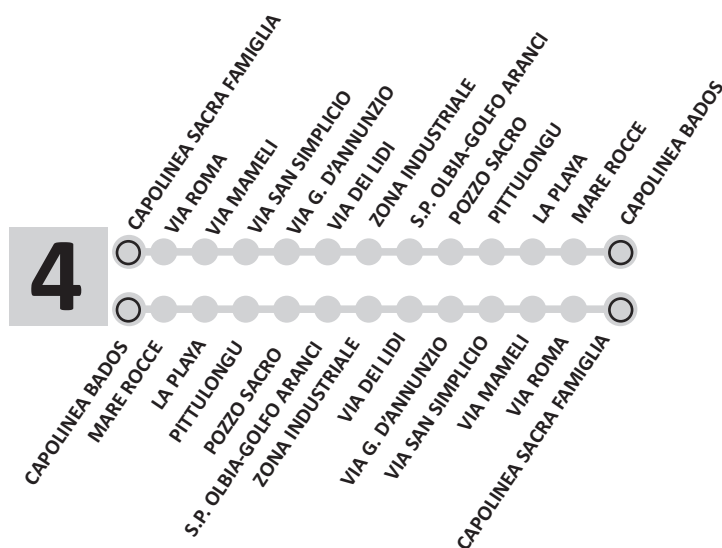 CAPOLINEA SACRA FAMIGLIA
VIA ROMA
VIA MAMELI
VIA SAN SIMPLICIO
VIA G. D'ANNUNZIO
VIA DEI LIDI
ZONA INDUSTRIALE
S.P. OLBIA-GOLFO ARANCI
POZZO SACRO
PITTULONGU
LA PLAYA
MARE ROCCE
CAPOLINEA BADOS
4
CAPOLINEA BADOS
MARE ROCCE
LA PLAYA
PITTULONGU
POZZO SACRO
S.P. OLBIA-GOLFO ARANCI
ZONA INDUSTRIALE
VIA DEI LIDI
VIA G. D'ANNUNZIO
VIA SAN SIMPLICIO
VIA MAMELI
VIA ROMA
CAPOLINEA SACRA FAMIGLIA